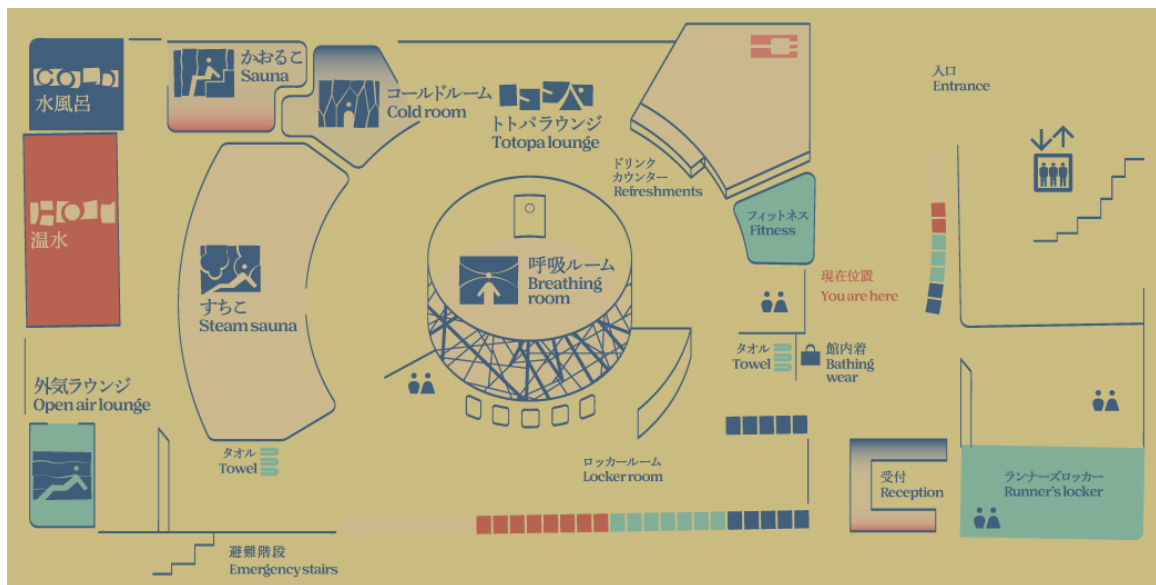 COLD
水風呂
かおるこ
Sauna
コールドルーム
Cold room
トトパ
トトパラウンジ
Totopa lounge
ドリンク
カウンター
Refreshments
入口
Entrance
HOT
温水
すちこ
Steam sauna
呼吸ルーム
Breathing
room
フィットネス
Fitness
現在位置
You are here
タオル
Towel
館内着
Bathing
wear
外気ラウンジ
Open air lounge
タオル
Towel
ロッカールーム
Locker room
受付
Reception
ランナーズロッカー
Runner's locker
避難階段
Emergency stairs